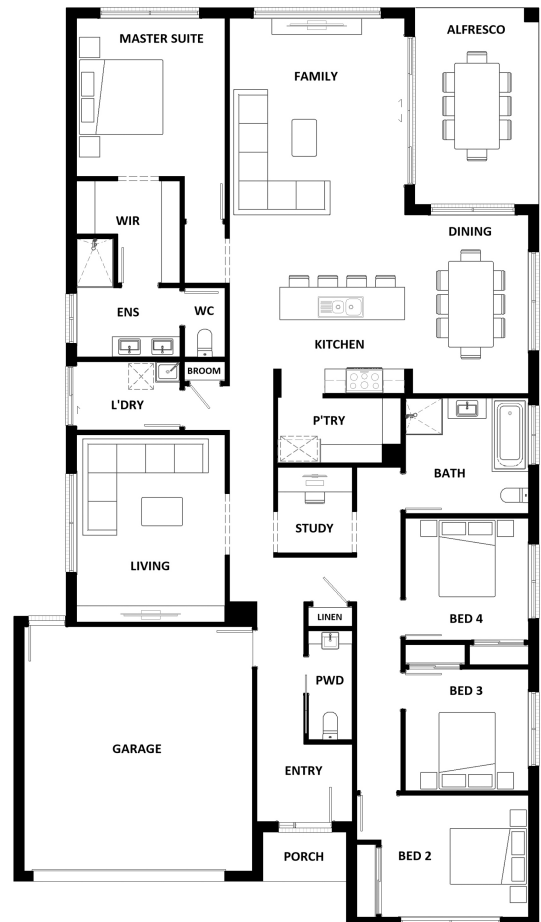 MASTER SUITE
FAMILY
ALFRESCO
WIR
DINING
ENS
WC
KITCHEN
BROOM
L'DRY
P'TRY
BATH
STUDY
LIVING
LINEN
BED 4
PWD
BED 3
GARAGE
ENTRY
PORCH
BED 2